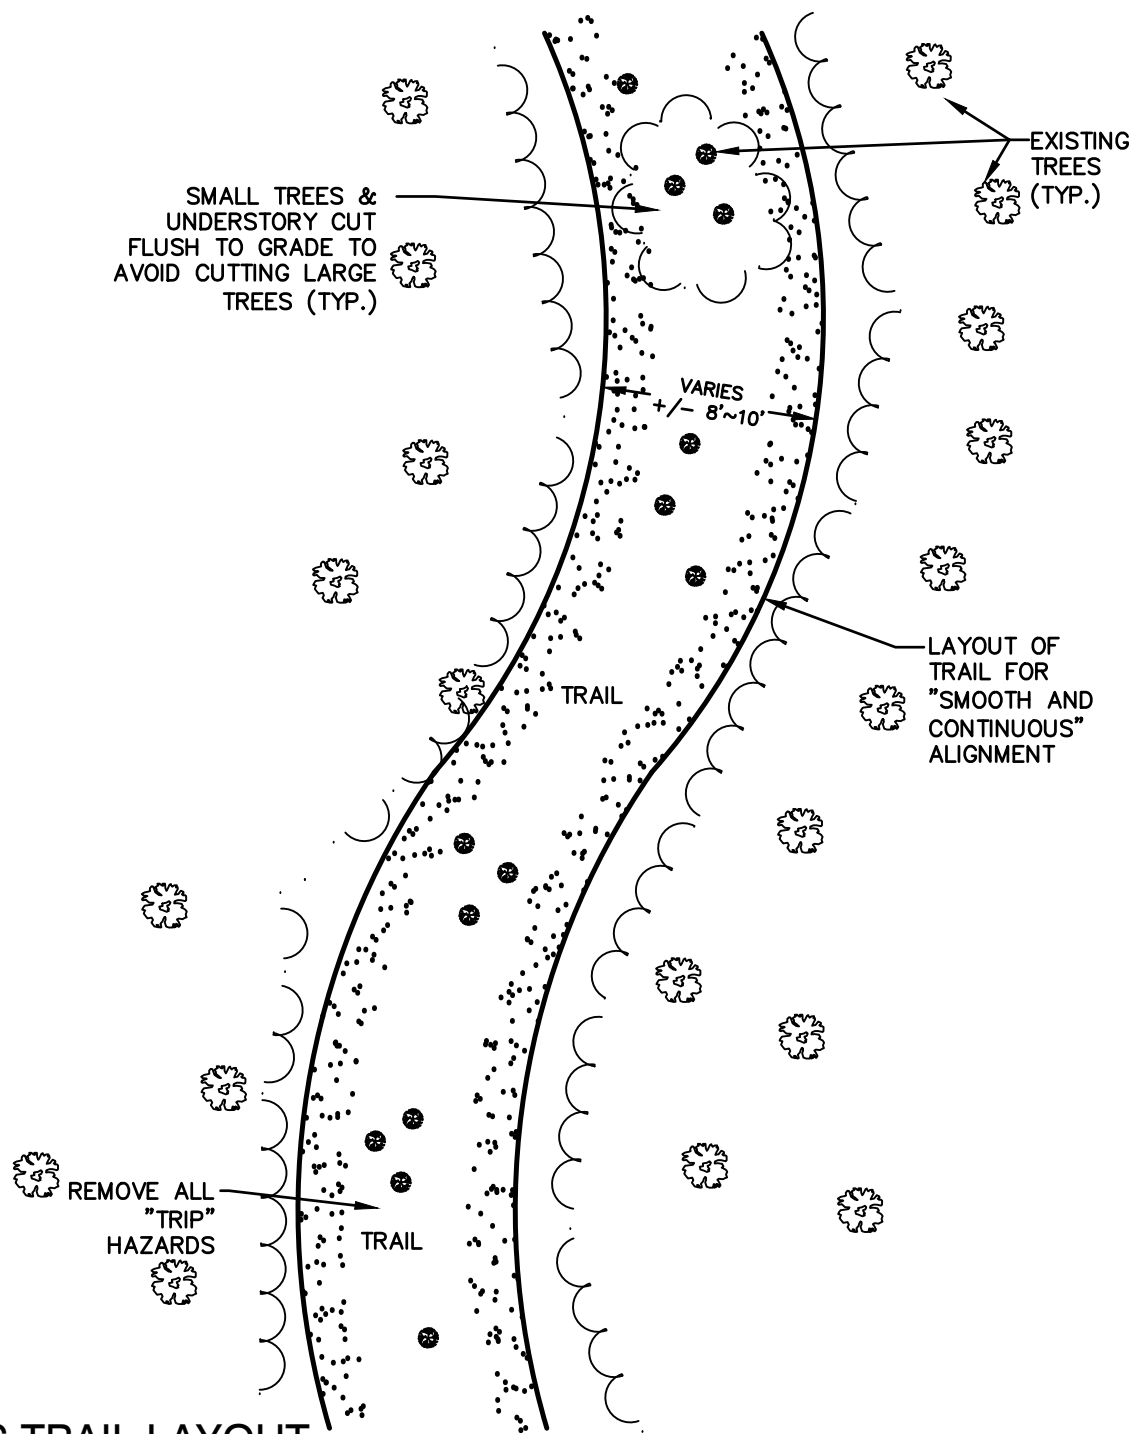 EXISTING
TREES
(TYP.)
SMALL TREES &
UNDERSTORY CUT
FLUSH TO GRADE TO
AVOID CUTTING LARGE
TREES (TYP.)
VARIES
+/- 8'~10'
LAYOUT OF
TRAIL FOR
"SMOOTH AND
CONTINUOUS"
ALIGNMENT
TRAIL
REMOVE ALL
"TRIP"
HAZARDS
TRAIL
TRAIL LAYOUT